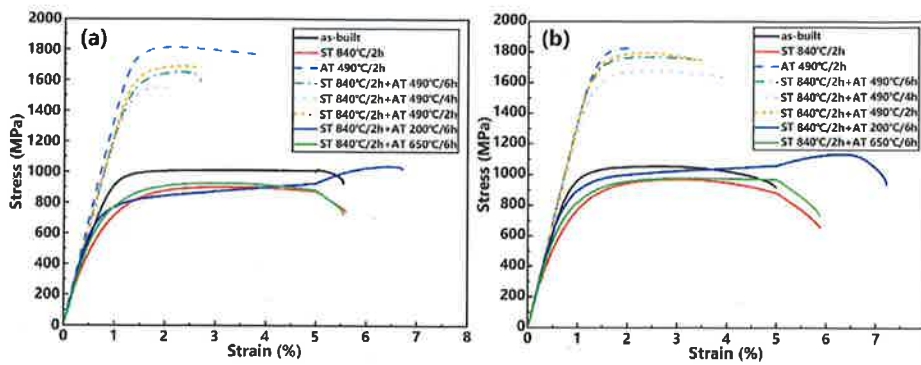 (a)
as-built
ST 840℃/2h
AT 490℃/2h
ST 840℃/2h+AT 490℃/6h
ST 840℃/2h+AT 490℃/4h
ST 840℃/2h+AT 490℃/2h
ST 840℃/2h+AT 200℃/6h
ST 840℃/2h+AT 650℃/6h
Stress (MPa)
2000
1800
1600
1400
1200
1000
800
600
400
200
0
0 1 2 3 4 5 6 7 8
Strain (%)
(b)
as-built
ST 840℃/2h
AT 490℃/2h
ST 840℃/2h+AT 490℃/6h
ST 840℃/2h+AT 490℃/4h
ST 840℃/2h+AT 490℃/2h
ST 840℃/2h+AT 200℃/6h
ST 840℃/2h+AT 650℃/6h
Stress (MPa)
2000
1800
1600
1400
1200
1000
800
600
400
200
0
0 1 2 3 4 5 6 7
Strain (%)